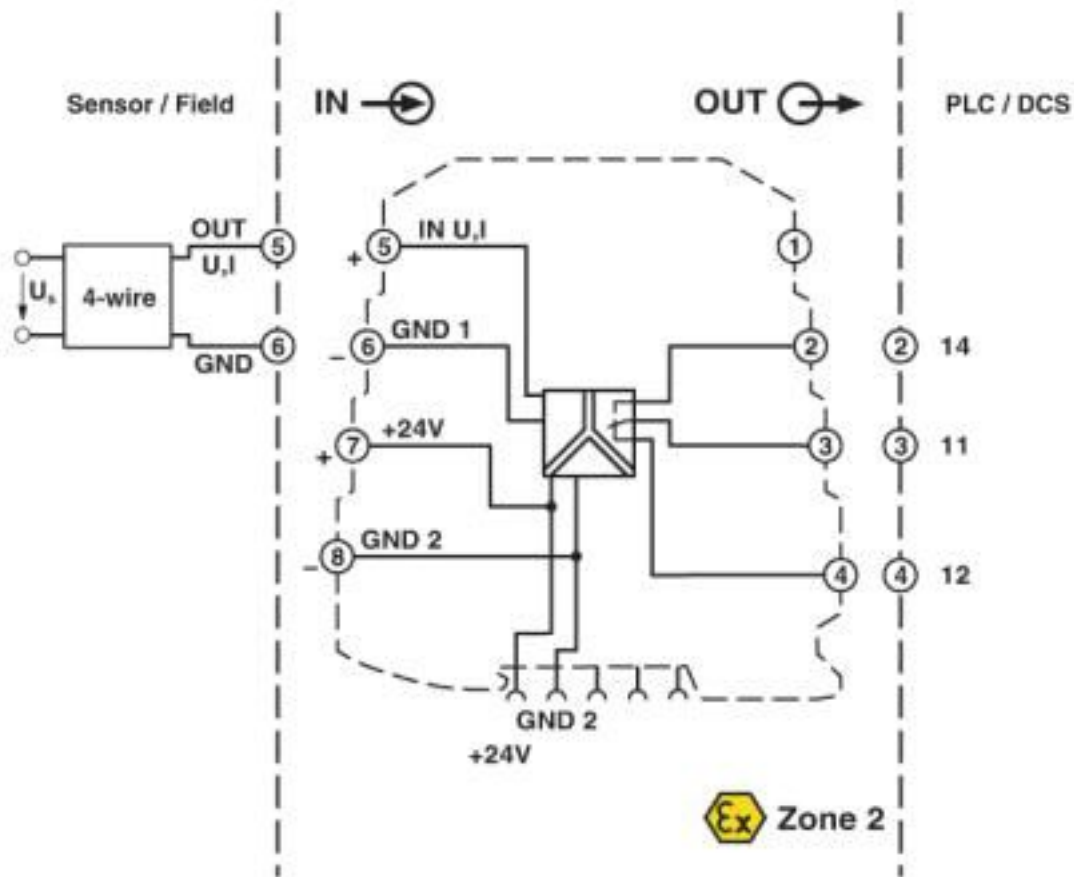 Sensor / Field
IN
OUT
PLC / DCS
OUT
U,I
5
5
+
IN U,I
1
Us
4-wire
GND
6
6
-
GND 1
2
2
14
7
+
+24V
3
3
11
8
-
GND 2
4
4
12
GND 2
+24V
Ex
Zone 2